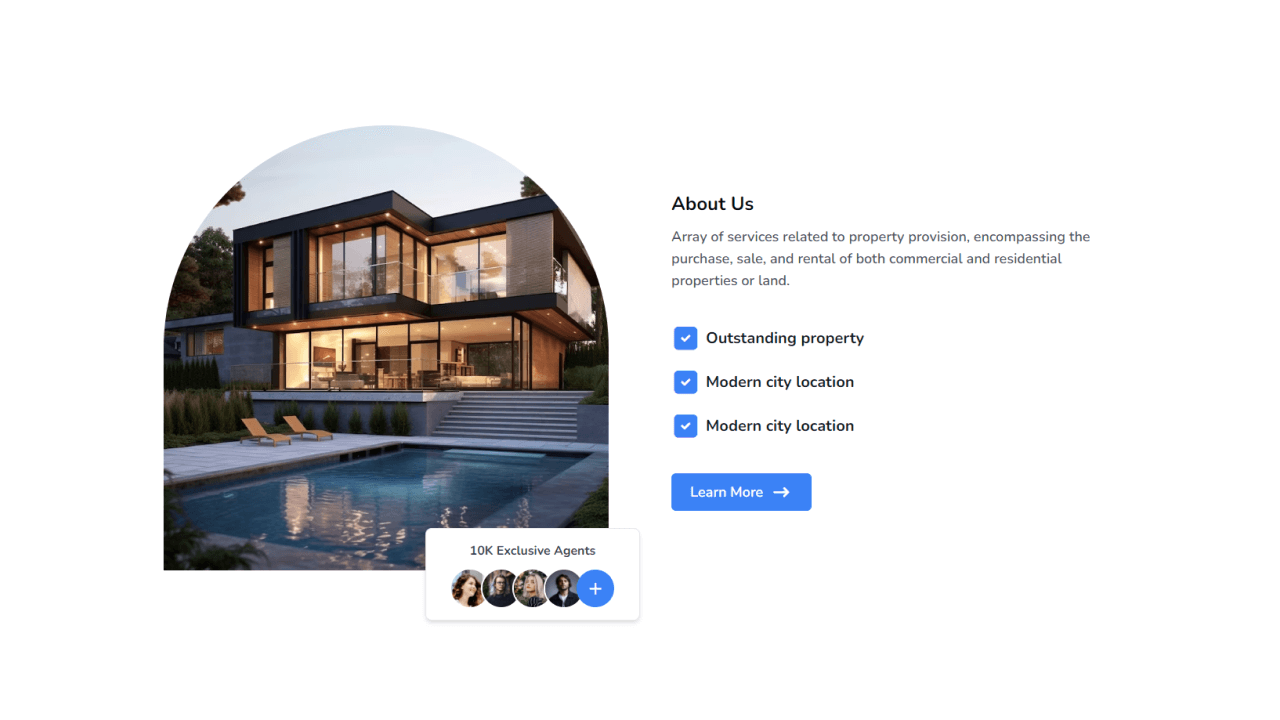 About Us
Array of services related to property provision, encompassing the
purchase, sale, and rental of both commercial and residential
properties or land.
Outstanding property
Modern city location
Modern city location
Learn More
10K Exclusive Agents